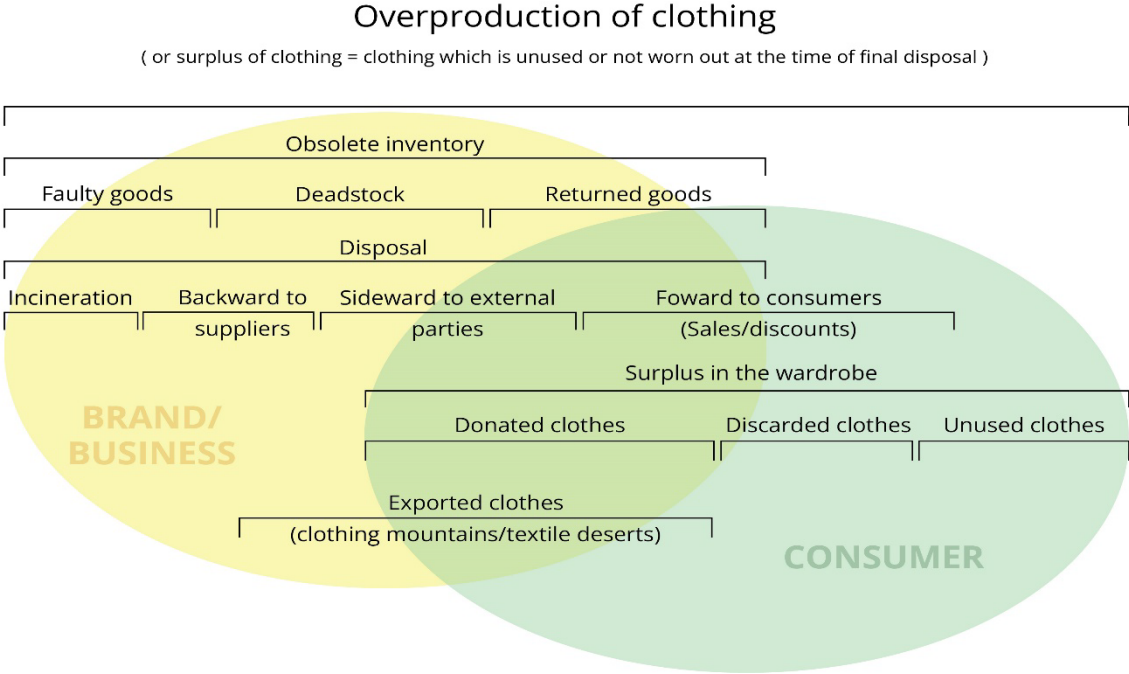 Overproduction of clothing
( or surplus of clothing = clothing which is unused or not worn out at the time of final disposal )
Obsolete inventory
Faulty goods Deadstock Returned goods
Disposal
Incineration Backward to suppliers Sideward to external parties Foward to consumers (Sales/discounts)
Surplus in the wardrobe
BRAND/
BUSINESS
Donated clothes Discarded clothes Unused clothes
Exported clothes
(clothing mountains/textile deserts)
CONSUMER